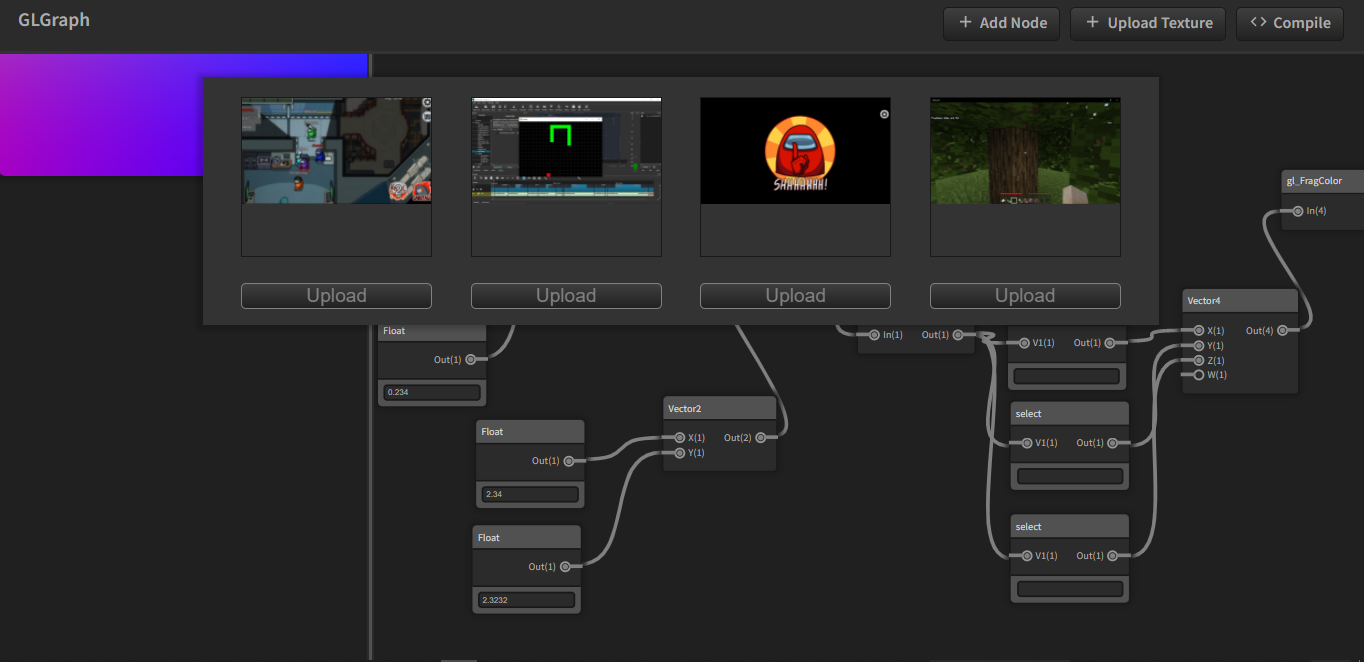 GLGraph
+ Add Node
+ Upload Texture
<> Compile
SHHHHHHH!
Upload
Upload
Upload
Upload
gl_FragColor
In(4)
Vector4
X(1)
Out(4)
Y(1)
Z(1)
W(1)
Float
Out(1)
0.234
In(1)
Out(1)
V1(1)
Out(1)
Vector2
X(1)
Out(2)
Y(1)
select
V1(1)
Out(1)
Float
Out(1)
2.34
select
V1(1)
Out(1)
Float
Out(1)
2.3232